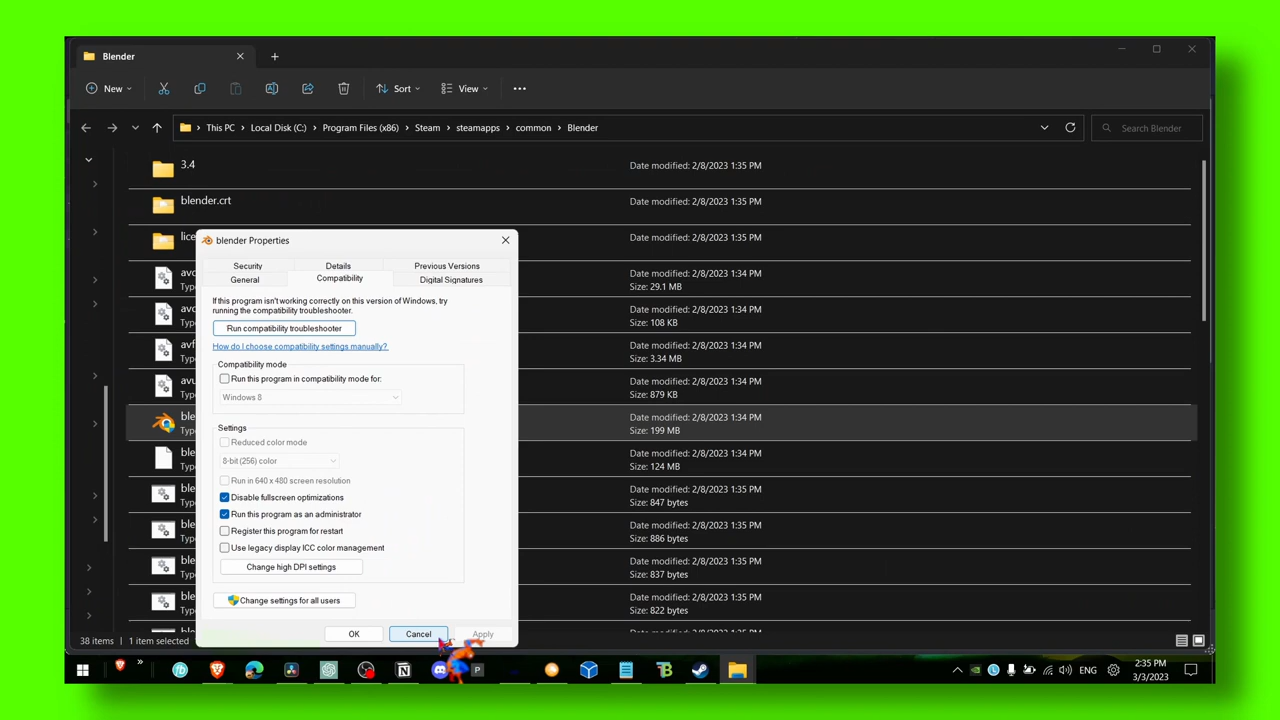 Blender
New
Sort
View
This PC > Local Disk (C:) > Program Files (x86) > Steam > steamapps > common > Blender
Search Blender
3.4
Date modified: 2/8/2023 1:35 PM
blender.crt
Date modified: 2/8/2023 1:35 PM
lice
Date modified: 2/8/2023 1:35 PM
Date modified: 2/8/2023 1:34 PM
Size: 29.1 MB
Date modified: 2/8/2023 1:34 PM
Size: 108 KB
avf
Date modified: 2/8/2023 1:34 PM
Size: 3.34 MB
Date modified: 2/8/2023 1:34 PM
Size: 879 KB
ble
Date modified: 2/8/2023 1:34 PM
Size: 199 MB
ble
Date modified: 2/8/2023 1:34 PM
Size: 124 MB
ble
Date modified: 2/8/2023 1:35 PM
Size: 847 bytes
ble
Date modified: 2/8/2023 1:35 PM
Size: 886 bytes
ble
Date modified: 2/8/2023 1:35 PM
Size: 837 bytes
ble
Date modified: 2/8/2023 1:35 PM
Size: 822 bytes
blender Properties
Security Details Previous Versions
General Compatibility Digital Signatures
If this program isn't working correctly on this version of Windows, try
running the compatibility troubleshooter.
Run compatibility troubleshooter
How do I choose compatibility settings manually?
Compatibility mode
Run this program in compatibility mode for:
Windows 8
Settings
Reduced color mode
8-bit (256) color
Run in 640 x 480 screen resolution
Disable fullscreen optimizations
Run this program as an administrator
Register this program for restart
Use legacy display ICC color management
Change high DPI settings
Change settings for all users
OK Cancel Apply
38 items 1 item selected
ENG
2:35 PM
3/3/2023